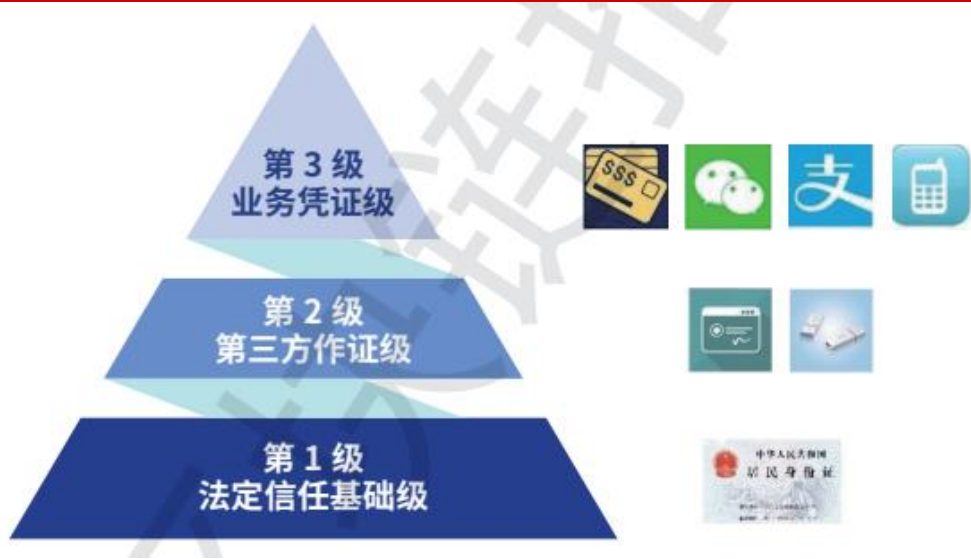 第 3 级
业务凭证级
$$$
支
第 2 级
第三方作证级
第 1 级
法定信任基础级
中华人民共和国
居民身份证